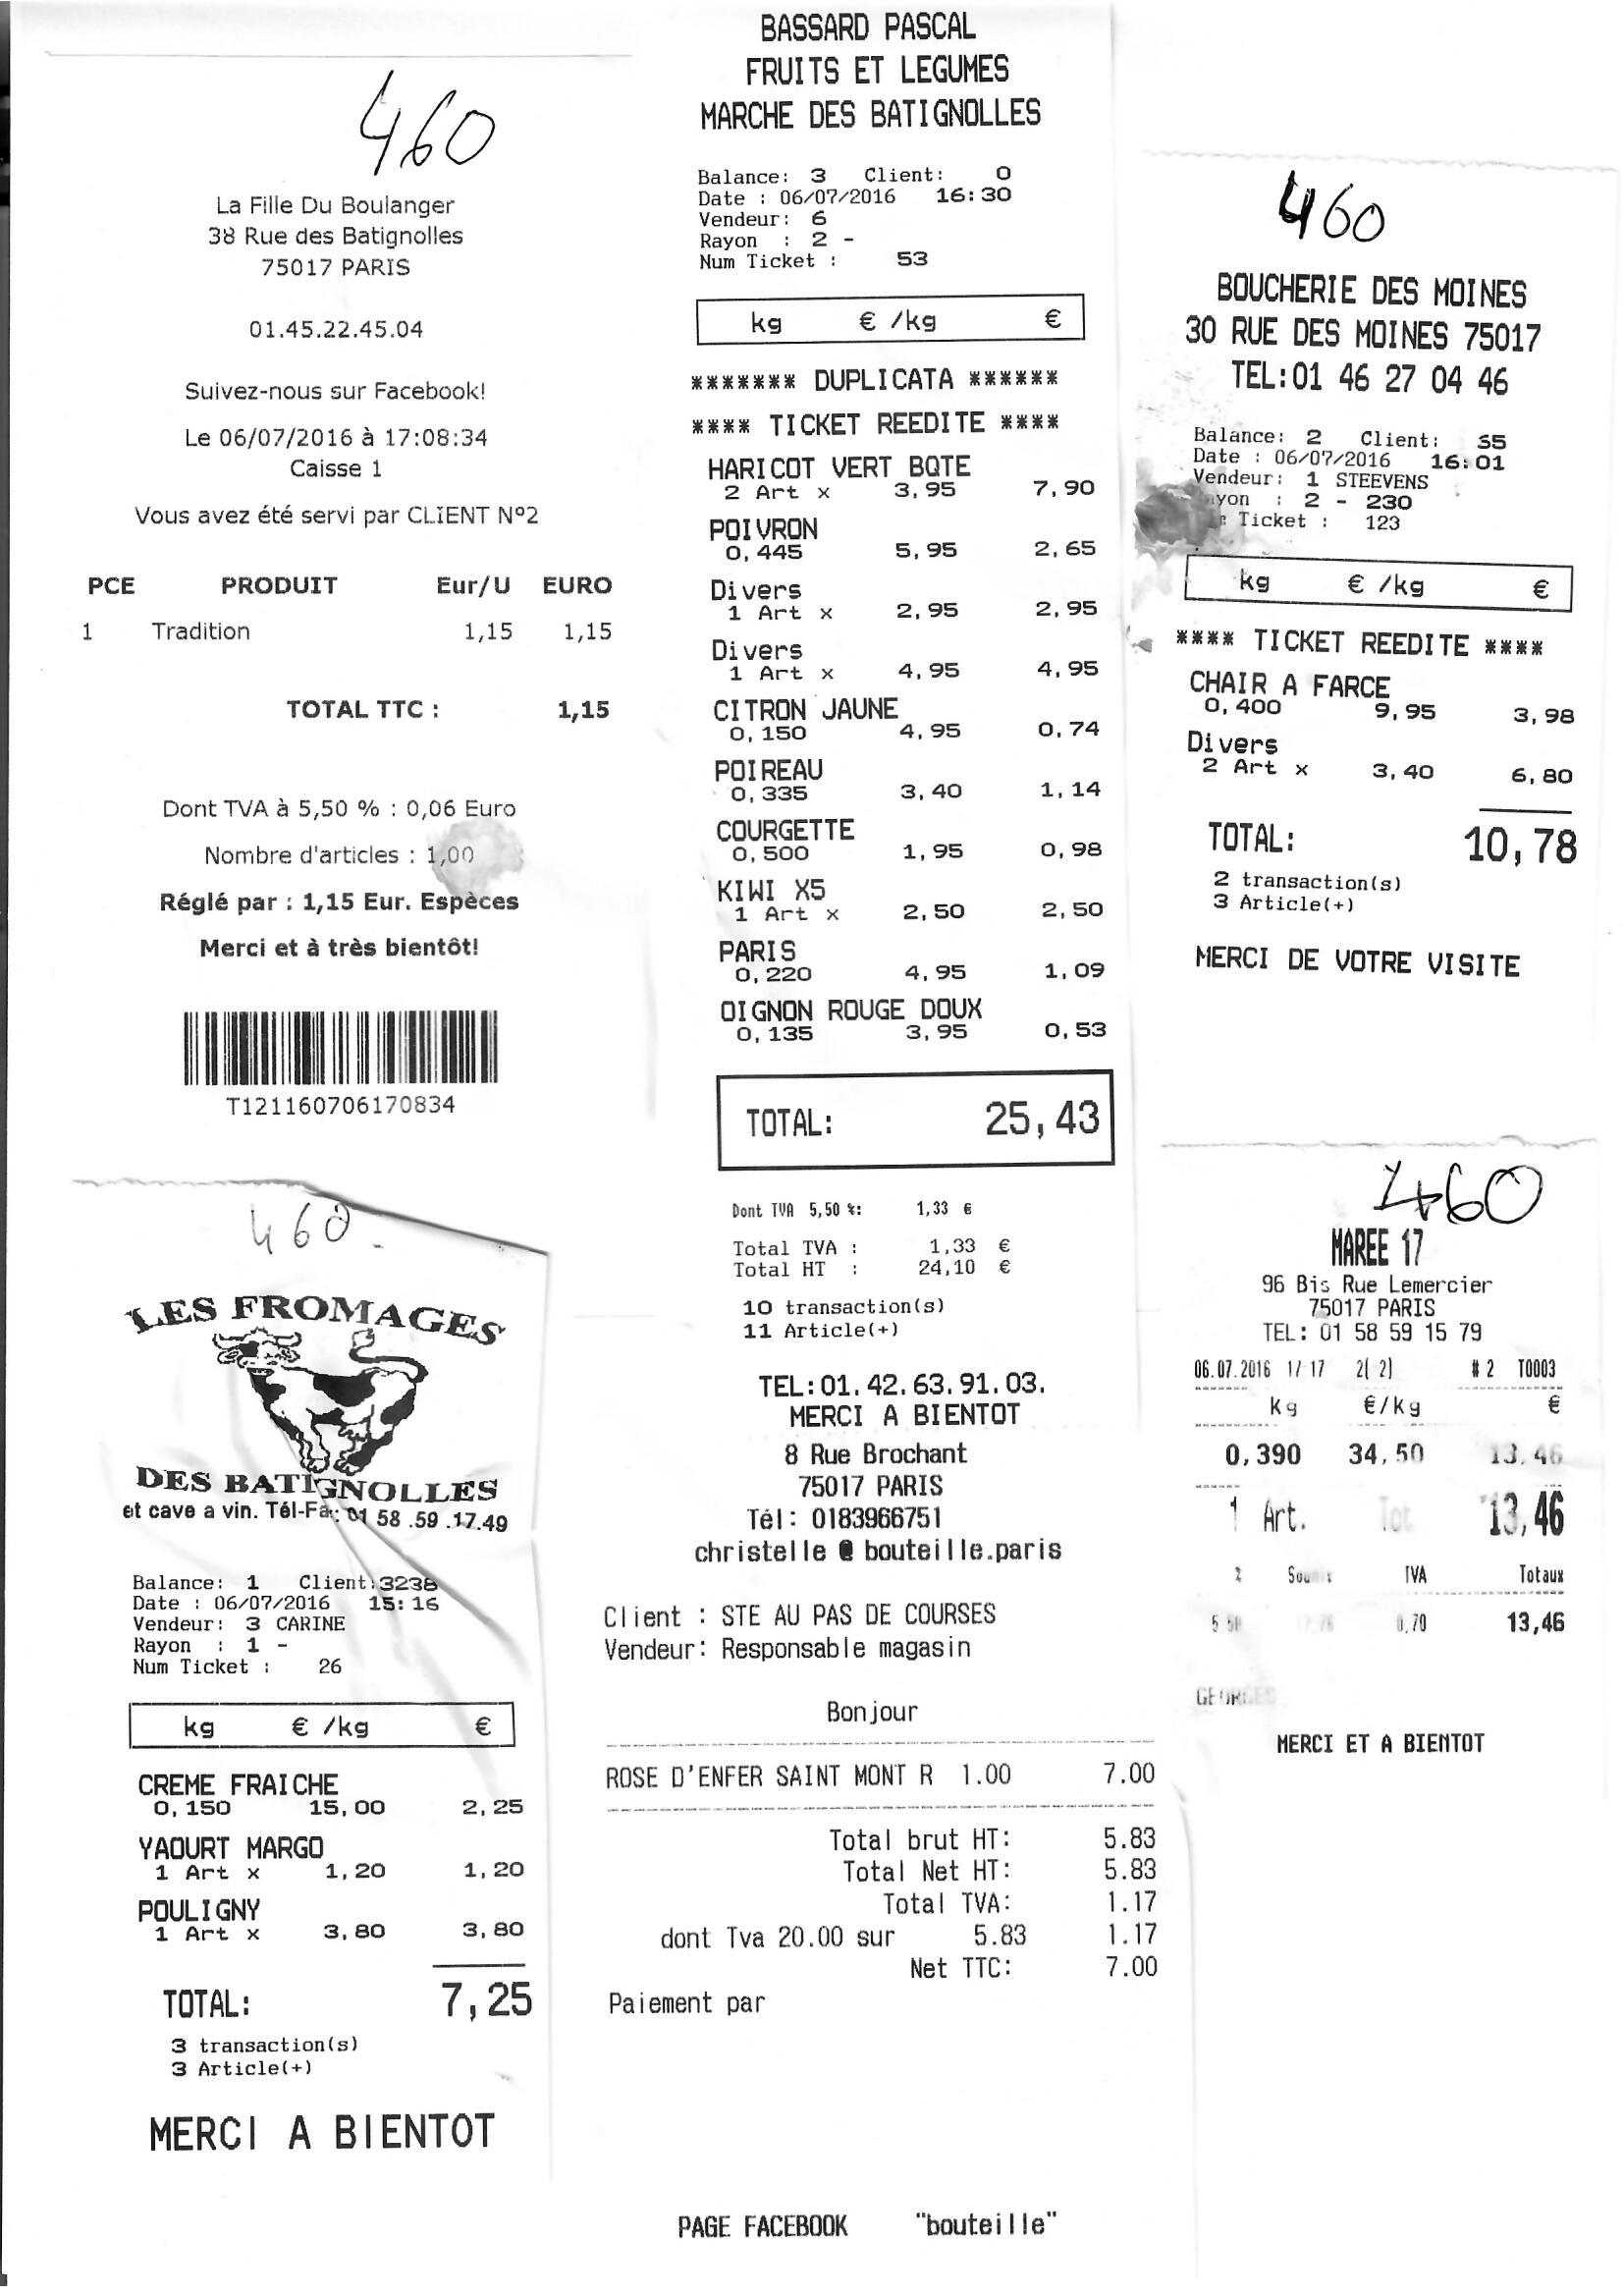 460
La Fille Du Boulanger
38 Rue des Batignolles
75017 PARIS
01.45.22.45.04
Suivez-nous sur Facebook!
Le 06/07/2016 à 17:08:34
Caisse 1
Vous avez été servi par CLIENT N°2
PCE PRODUIT Eur/U EURO
1 Tradition 1,15 1,15
TOTAL TTC : 1,15
Dont TVA à 5,50 % : 0,06 Euro
Nombre d'articles : 1,00
Réglé par : 1,15 Eur. Espèces
Merci et à très bientôt!
T121160706170834
460
LES FROMAGES
DES BATIGNOLLES
et cave a vin. Tél-Fa: 01 58 .59 .17.49
Balance: 1 Client:3238
Date : 06/07/2016 15:16
Vendeur: 3 CARINE
Rayon : 1 -
Num Ticket : 26
kg € /kg €
CREME FRAICHE
0,150 15,00 2,25
YAOURT MARGO
1 Art x 1,20 1,20
POULIGNY
1 Art x 3,80 3,80
TOTAL: 7,25
3 transaction(s)
3 Article(+)
MERCI A BIENTOT
BASSARD PASCAL
FRUITS ET LEGUMES
MARCHE DES BATIGNOLLES
Balance: 3 Client: 0
Date : 06/07/2016 16:30
Vendeur: 6
Rayon : 2 -
Num Ticket : 53
kg € /kg €
******* DUPLICATA ******
**** TICKET REEDITE ****
HARICOT VERT BQTE
2 Art x 3,95 7,90
POIVRON
0,445 5,95 2,65
Divers
1 Art x 2,95 2,95
Divers
1 Art x 4,95 4,95
CITRON JAUNE
0,150 4,95 0,74
POIREAU
0,335 3,40 1,14
COURGETTE
0,500 1,95 0,98
KIWI X5
1 Art x 2,50 2,50
PARIS
0,220 4,95 1,09
OIGNON ROUGE DOUX
0,135 3,95 0,53
TOTAL: 25,43
Dont TVA 5,50 %: 1,33 €
Total TVA : 1,33 €
Total HT : 24,10 €
10 transaction(s)
11 Article(+)
TEL:01.42.63.91.03.
MERCI A BIENTOT
8 Rue Brochant
75017 PARIS
Tél: 0183966751
christelle @ bouteille.paris
Client : STE AU PAS DE COURSES
Vendeur: Responsable magasin
Bonjour
ROSE D'ENFER SAINT MONT R 1.00 7.00
Total brut HT: 5.83
Total Net HT: 5.83
Total TVA: 1.17
dont Tva 20.00 sur 5.83 1.17
Net TTC: 7.00
Paiement par
PAGE FACEBOOK "bouteille"
460
BOUCHERIE DES MOINES
30 RUE DES MOINES 75017
TEL:01 46 27 04 46
Balance: 2 Client: 35
Date : 06/07/2016 16:01
Vendeur: 1 STEEVENS
: 2 - 230
Ticket : 123
kg € /kg €
**** TICKET REEDITE ****
CHAIR A FARCE
0,400 9,95 3,98
Divers
2 Art x 3,40 6,80
TOTAL: 10,78
2 transaction(s)
3 Article(+)
MERCI DE VOTRE VISITE
460
MAREE 17
96 Bis Rue Lemercier
75017 PARIS
TEL: 01 58 59 15 79
06.07.2016 17:17 2( 2) # 2 T0003
kg €/kg €
0,390 34,50 13,46
1 Art. Tot 13,46
TVA Totaux
0,70 13,46
GEORGES
MERCI ET A BIENTOT